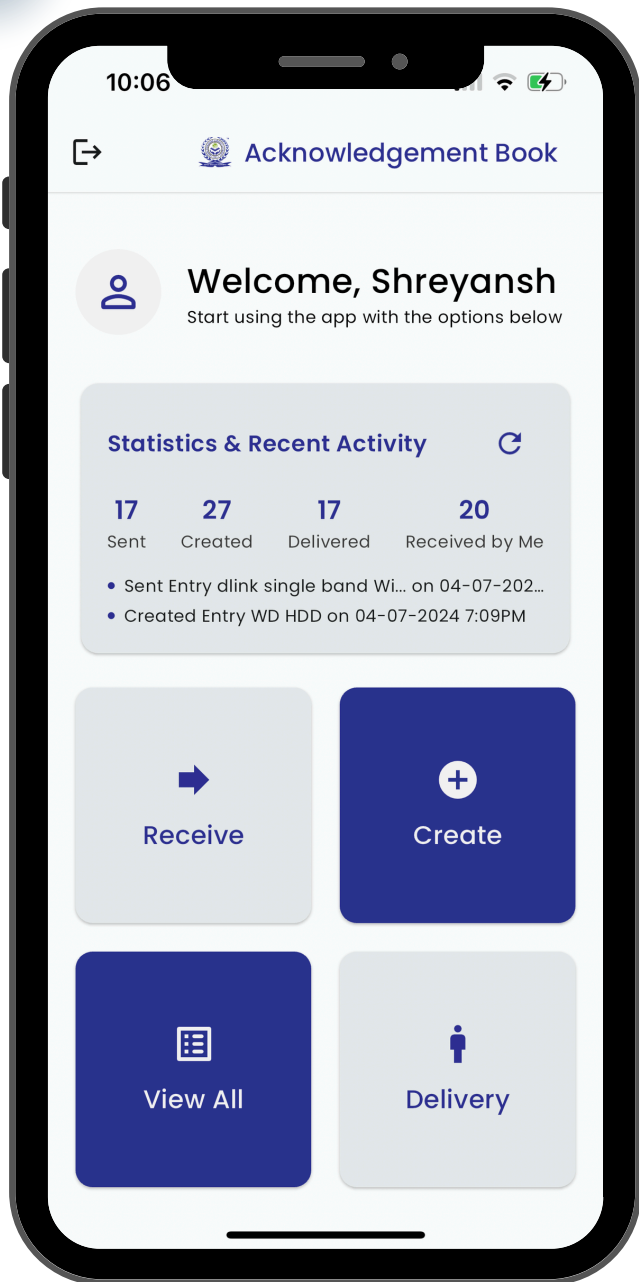 10:06
Acknowledgement Book
Welcome, Shreyansh
Start using the app with the options below
Statistics & Recent Activity
17 27 17 20
Sent Created Delivered Received by Me
Sent Entry dlink single band Wi... on 04-07-202...
Created Entry WD HDD on 04-07-2024 7:09PM
Receive
Create
View All
Delivery